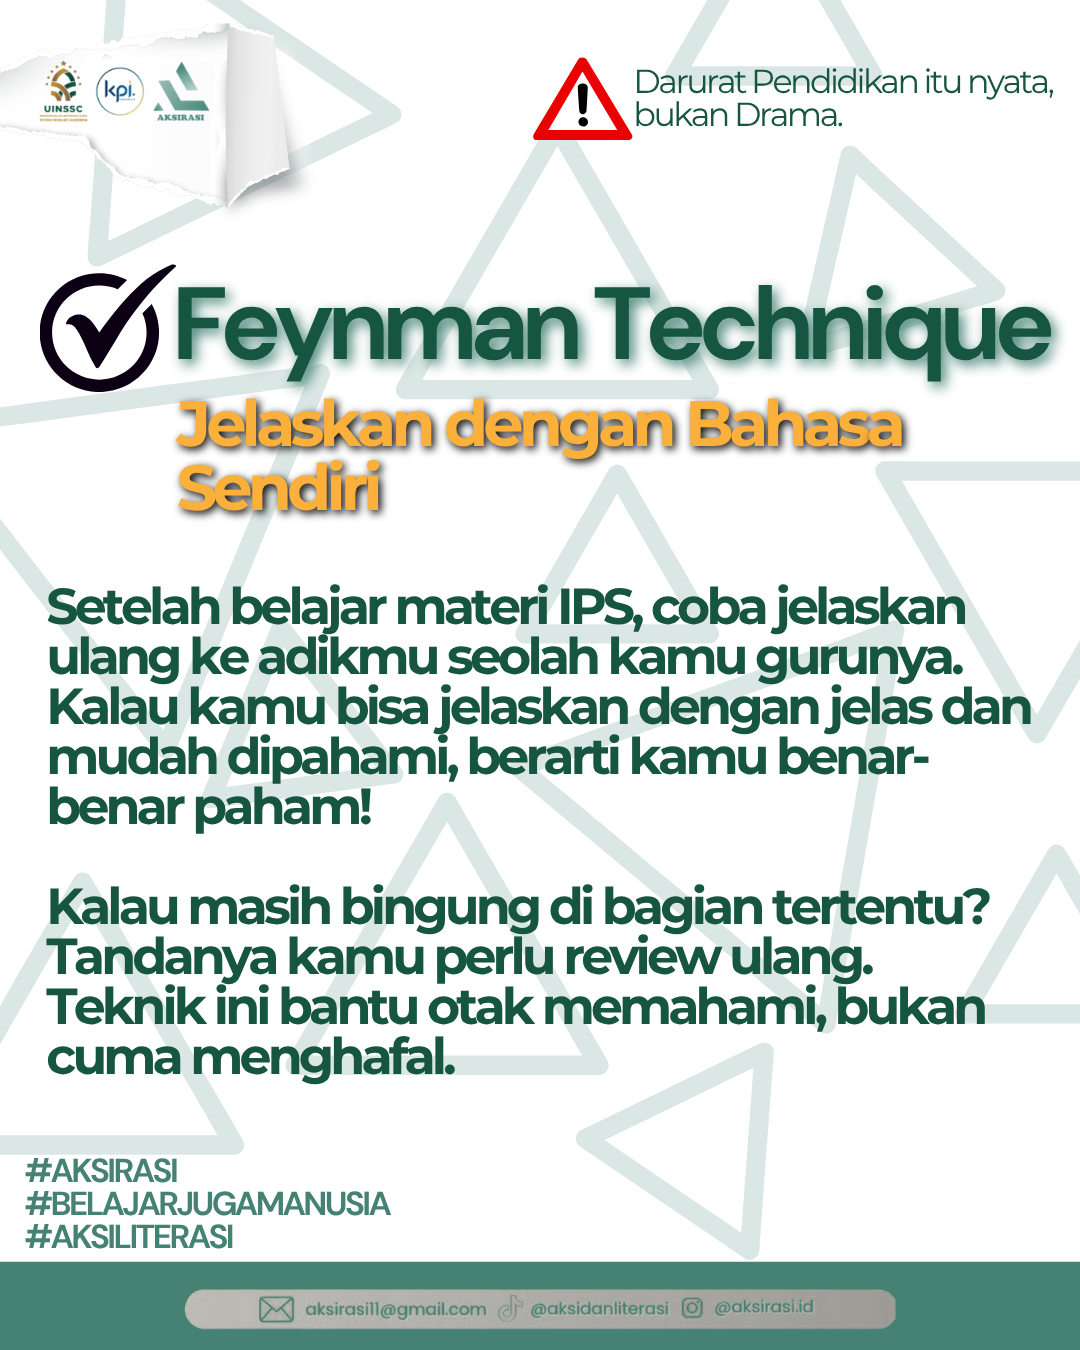 UINSSC
kpi.
AKSIRASI
Darurat Pendidikan itu nyata,
bukan Drama.
Feynman Technique
Jelaskan dengan Bahasa
Sendiri
Setelah belajar materi IPS, coba jelaskan
ulang ke adikmu seolah kamu gurunya.
Kalau kamu bisa jelaskan dengan jelas dan
mudah dipahami, berarti kamu benar-
benar paham!
Kalau masih bingung di bagian tertentu?
Tandanya kamu perlu review ulang.
Teknik ini bantu otak memahami, bukan
cuma menghafal.
#AKSIRASI
#BELAJARJUGAMANUSIA
#AKSILITERASI
aksirasi11@gmail.com @aksidanliterasi @aksirasi.id